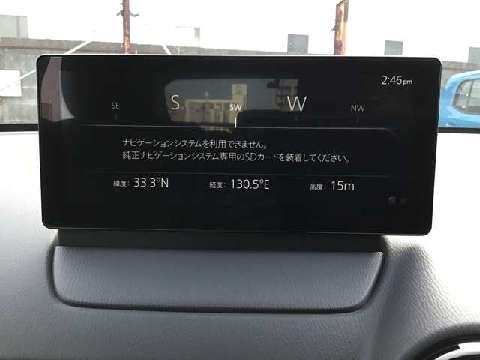 2:46pm
SE S SW W NW
ナビゲーションシステムを利用できません。
純正ナビゲーションシステム専用のSDカードを装着してください。
緯度: 33.3°N 経度: 130.5°E 高度: 15m